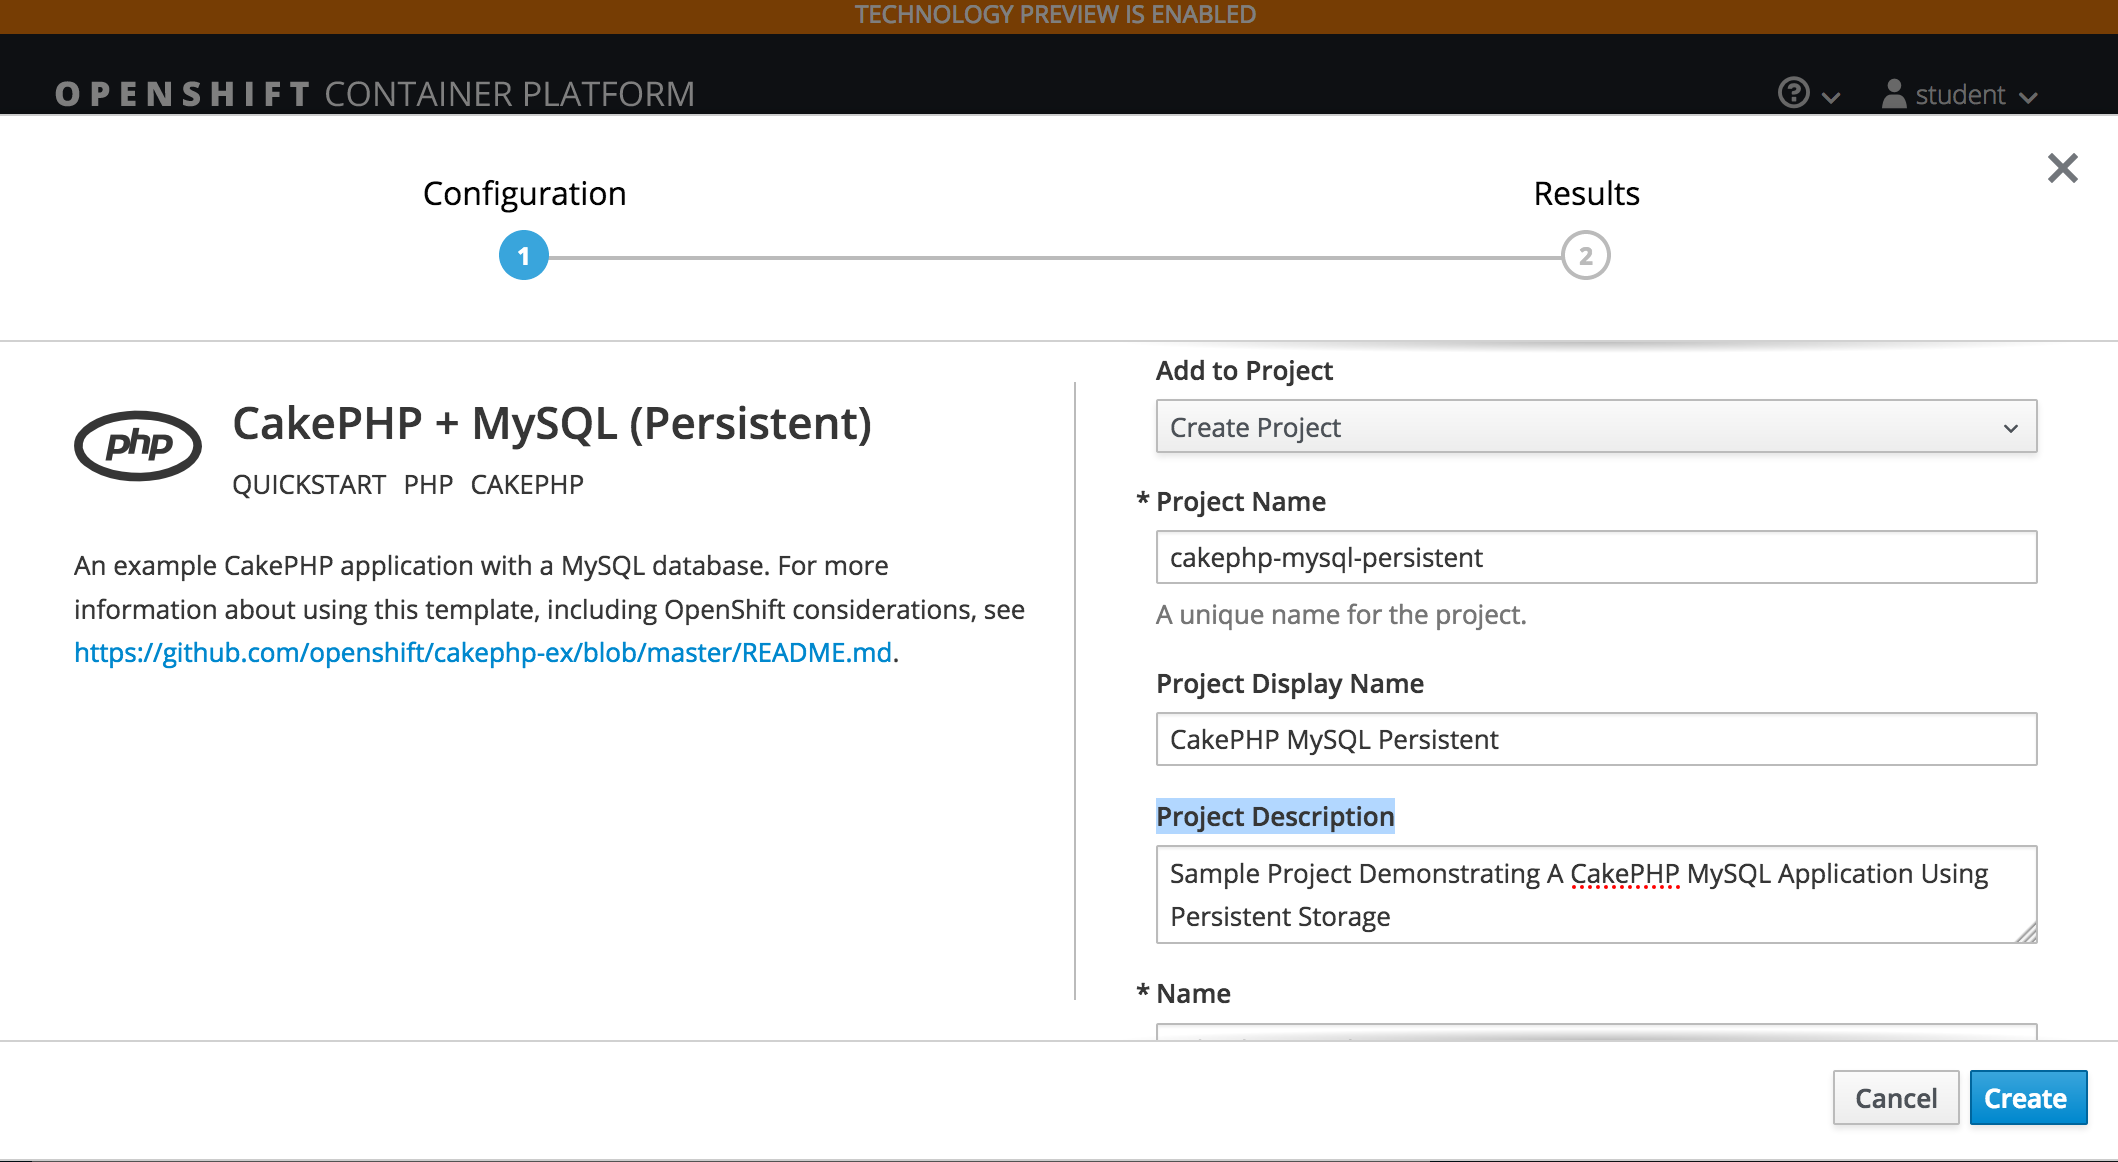 TECHNOLOGY PREVIEW IS ENABLED
OPENSHIFT CONTAINER PLATFORM
student
Configuration
Results
1
2
php
CakePHP + MySQL (Persistent)
QUICKSTART PHP CAKEPHP
An example CakePHP application with a MySQL database. For more
information about using this template, including OpenShift considerations, see
https://github.com/openshift/cakephp-ex/blob/master/README.md.
Add to Project
Create Project
* Project Name
cakephp-mysql-persistent
A unique name for the project.
Project Display Name
CakePHP MySQL Persistent
Project Description
Sample Project Demonstrating A CakePHP MySQL Application Using
Persistent Storage
* Name
Cancel
Create